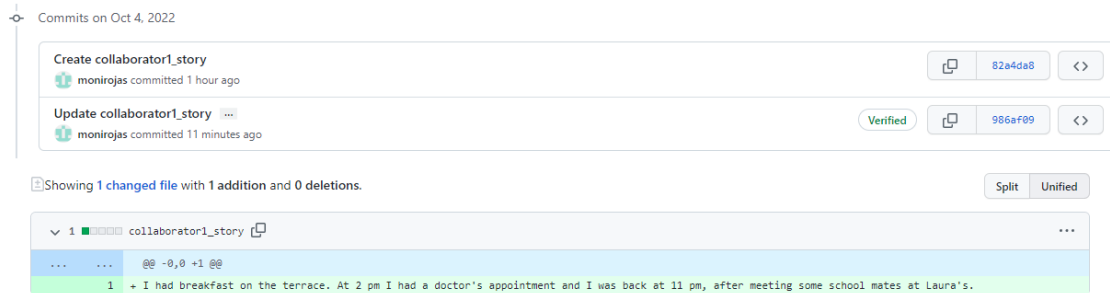 Commits on Oct 4, 2022
Create collaborator1_story
monirojas committed 1 hour ago
82a4da8
<>
Update collaborator1_story ...
monirojas committed 11 minutes ago
Verified
986af09
<>
Showing 1 changed file with 1 addition and 0 deletions.
Split Unified
1 collaborator1_story
...
... ... @@ -0,0 +1 @@
1 + I had breakfast on the terrace. At 2 pm I had a doctor's appointment and I was back at 11 pm, after meeting some school mates at Laura's.